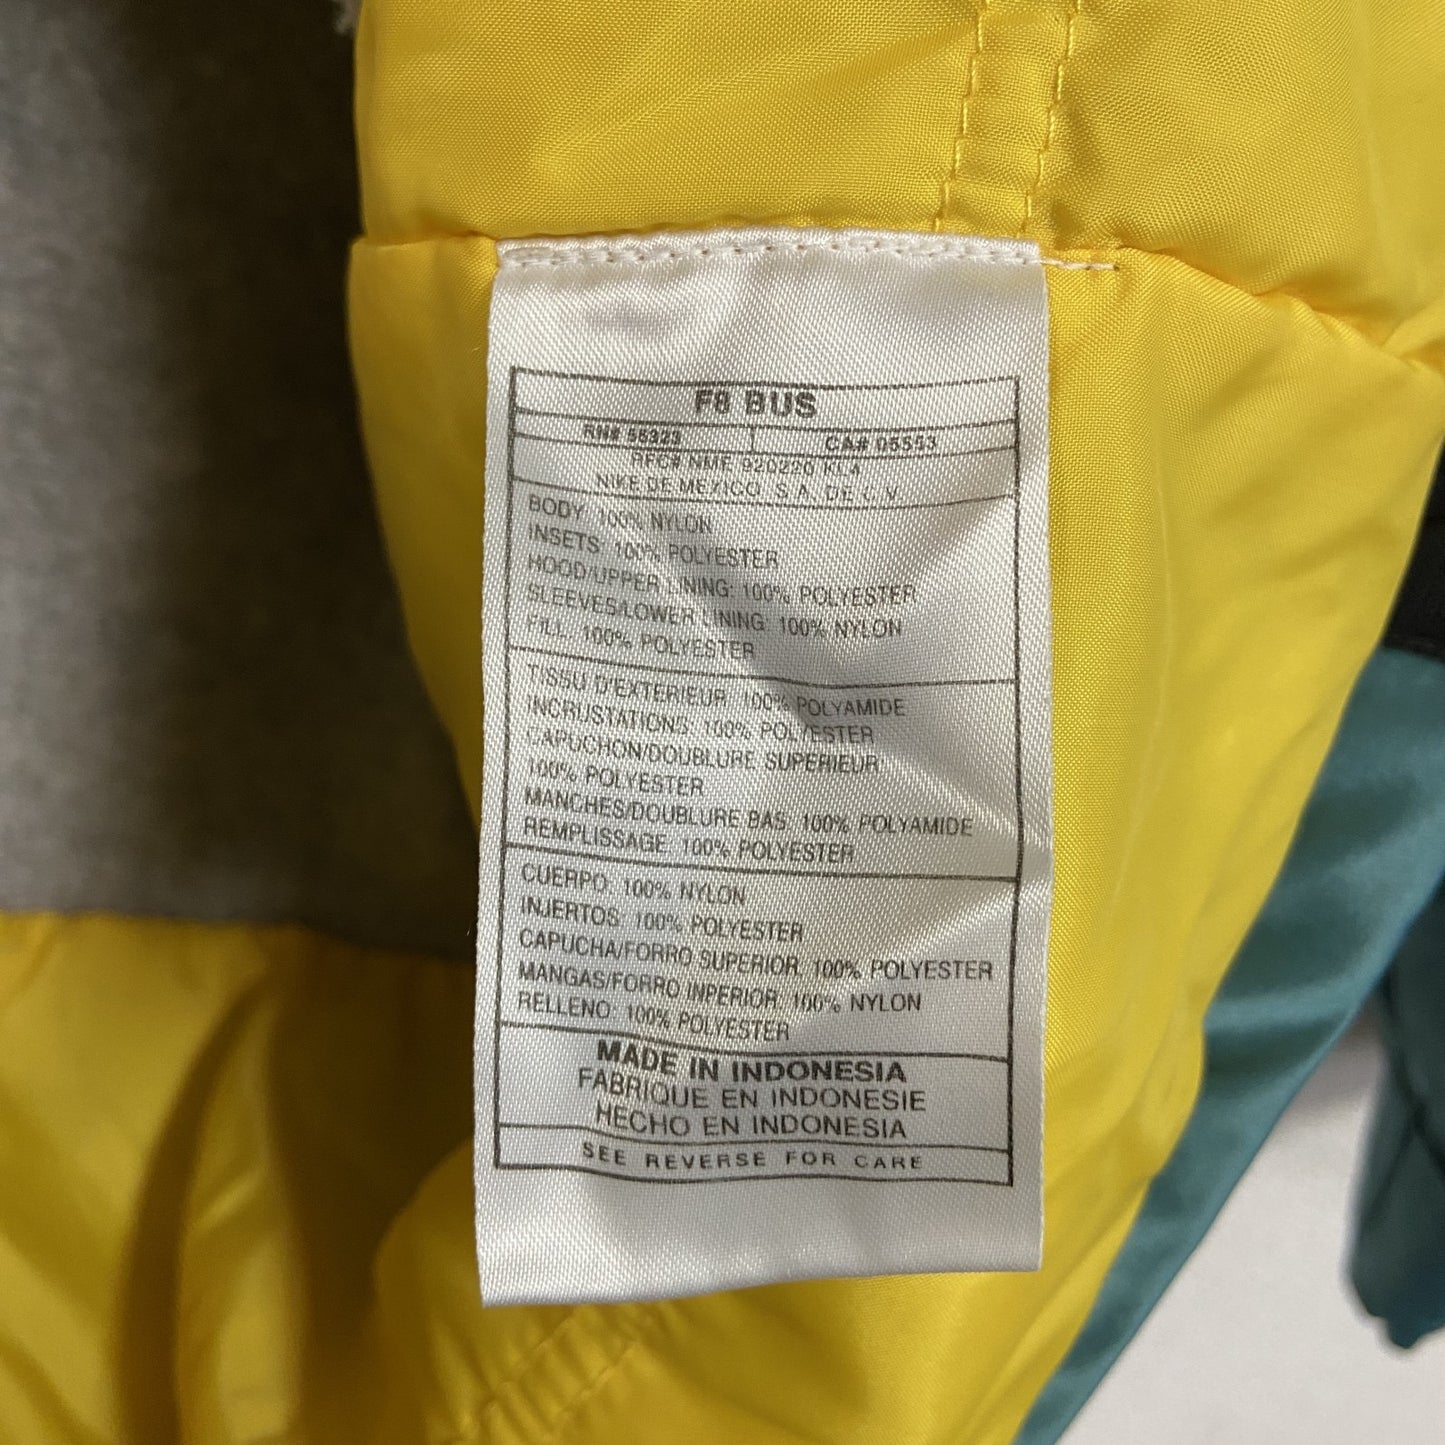 F8 BUS
RN# 56323 CA# 05553
RFC# NME 920220 KL4
NIKE DE MEXICO, S.A. DE C.V.
BODY: 100% NYLON
INSETS: 100% POLYESTER
HOOD/UPPER LINING: 100% POLYESTER
SLEEVES/LOWER LINING: 100% NYLON
FILL: 100% POLYESTER
TISSU D'EXTERIEUR: 100% POLYAMIDE
INCRUSTATIONS: 100% POLYESTER
CAPUCHON/DOUBLURE SUPERIEUR:
100% POLYESTER
MANCHES/DOUBLURE BAS: 100% POLYAMIDE
REMPLISSAGE: 100% POLYESTER
CUERPO: 100% NYLON
INJERTOS: 100% POLYESTER
CAPUCHA/FORRO SUPERIOR: 100% POLYESTER
MANGAS/FORRO INPERIOR: 100% NYLON
RELLENO: 100% POLYESTER
MADE IN INDONESIA
FABRIQUE EN INDONESIE
HECHO EN INDONESIA
SEE REVERSE FOR CARE